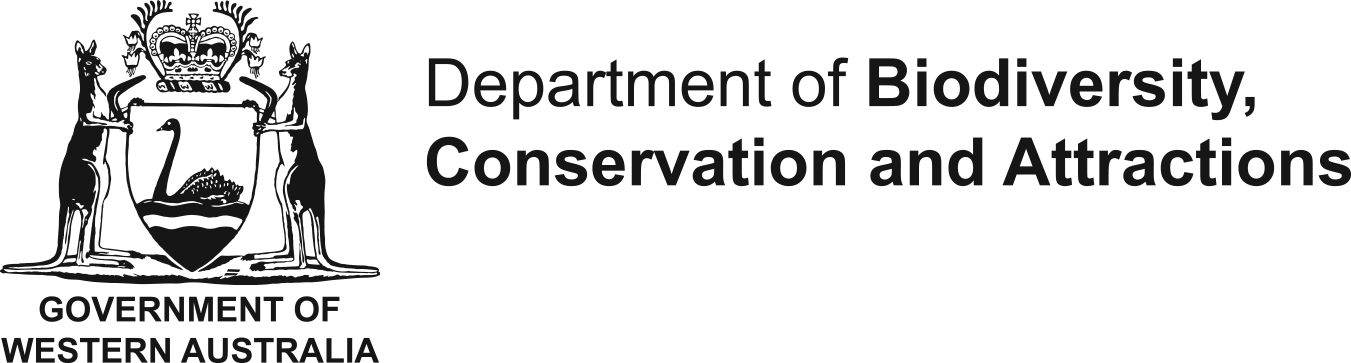 Department of Biodiversity,
Conservation and Attractions
GOVERNMENT OF
WESTERN AUSTRALIA